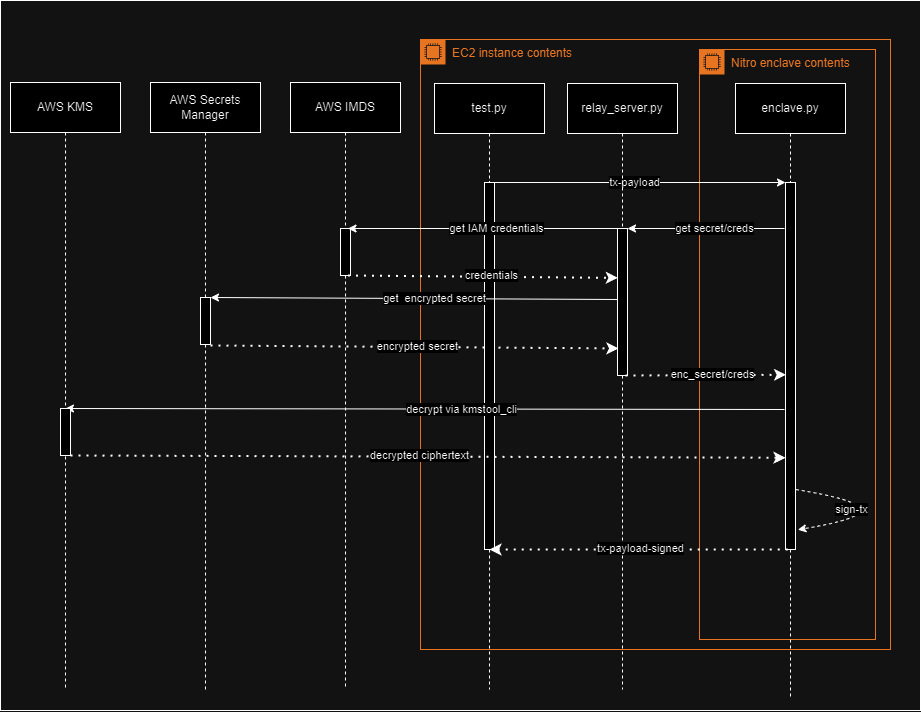 EC2 instance contents
Nitro enclave contents
AWS KMS
AWS Secrets
Manager
AWS IMDS
test.py
relay_server.py
enclave.py
tx-payload
get IAM credentials
get secret/creds
credentials
get  encrypted secret
encrypted secret
enc_secret/creds
decrypt via kmstool_cli
decrypted ciphertext
sign-tx
tx-payload-signed